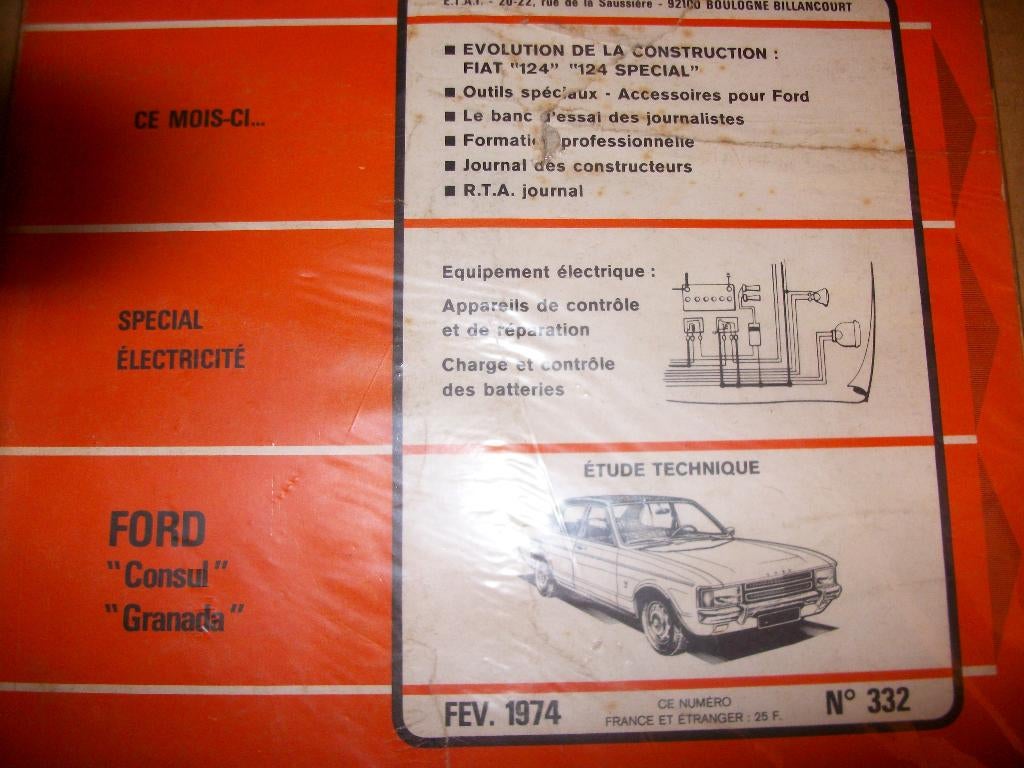 E.T.A.I. - 20-22, rue de la Saussière - 92100 BOULOGNE BILLANCOURT
CE MOIS-CI...
■ EVOLUTION DE LA CONSTRUCTION :
FIAT "124" "124 SPECIAL"
■ Outils spéciaux - Accessoires pour Ford
■ Le banc d'essai des journalistes
■ Formation professionnelle
■ Journal des constructeurs
■ R.T.A. journal
SPECIAL
ÉLECTRICITÉ
Equipement électrique :
Appareils de contrôle
et de réparation
Charge et contrôle
des batteries
FORD
"Consul"
"Granada"
ÉTUDE TECHNIQUE
FORD
FEV. 1974
CE NUMÉRO
FRANCE ET ÉTRANGER : 25 F.
N° 332